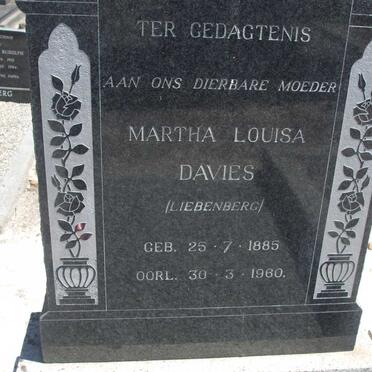 TER GEDAGTENIS
AAN ONS DIERBARE MOEDER
MARTHA LOUISA
DAVIES
/LIEBENBERG/
GEB. 25·7·1885
OORL. 30·3·1960.